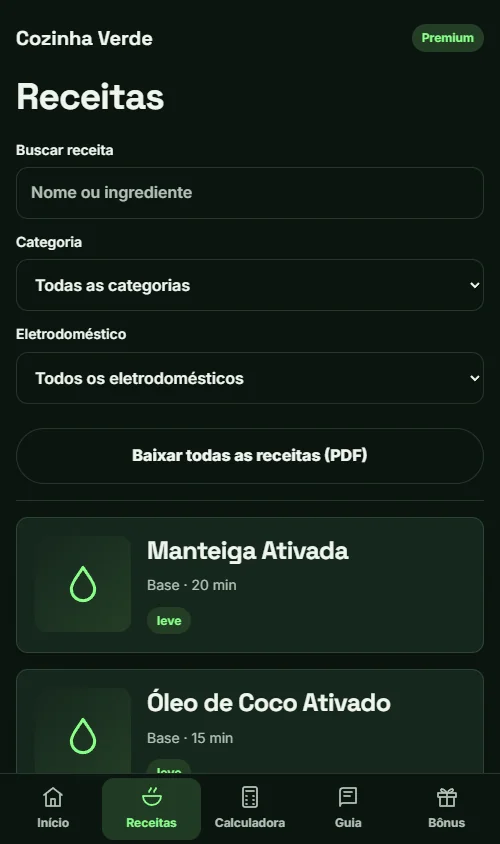 Cozinha Verde
Premium
Receitas
Buscar receita
Nome ou ingrediente
Categoria
Todas as categorias
Eletrodoméstico
Todos os eletrodomésticos
Baixar todas as receitas (PDF)
Manteiga Ativada
Base · 20 min
leve
Óleo de Coco Ativado
Base · 15 min
leve
Início
Receitas
Calculadora
Guia
Bônus